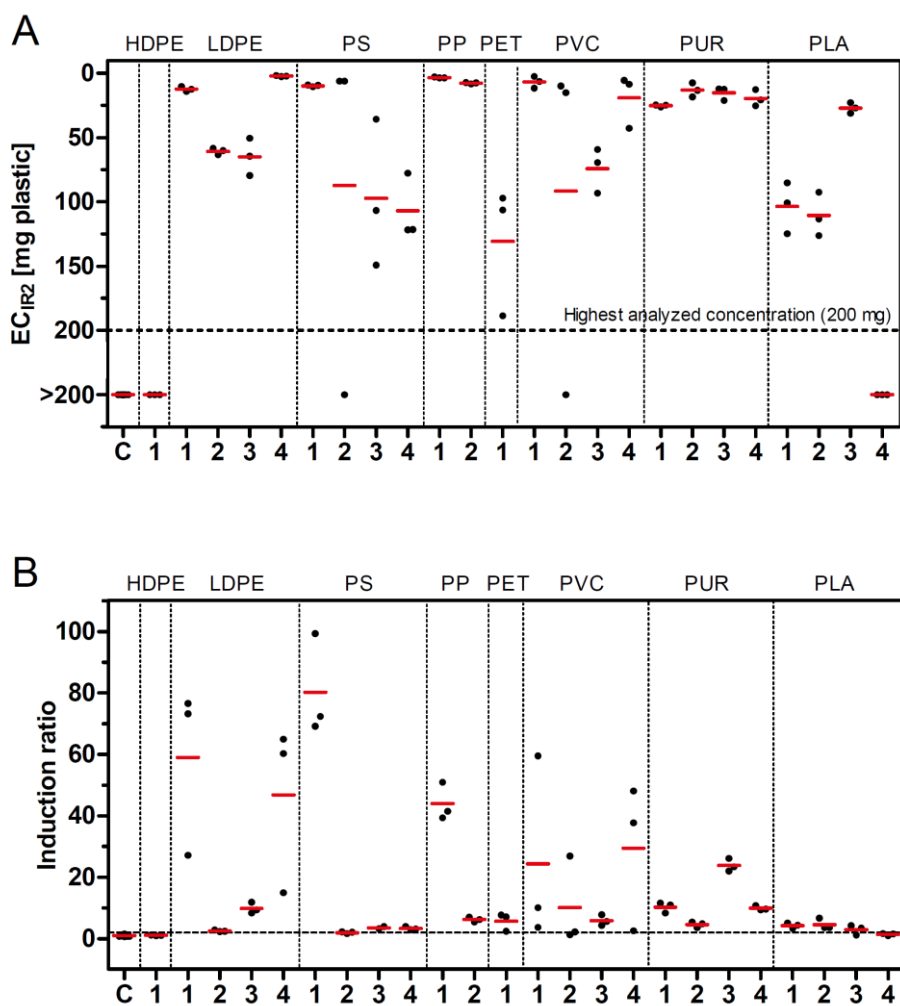 A
HDPE LDPE PS PP PET PVC PUR PLA
0
50
100
150
200
>200
EC_IR2 [mg plastic]
Highest analyzed concentration (200 mg)
C 1 1 2 3 4 1 2 3 4 1 2 1 1 2 3 4 1 2 3 4 1 2 3 4
B
HDPE LDPE PS PP PET PVC PUR PLA
100
80
60
40
20
0
Induction ratio
C 1 1 2 3 4 1 2 3 4 1 2 1 1 2 3 4 1 2 3 4 1 2 3 4